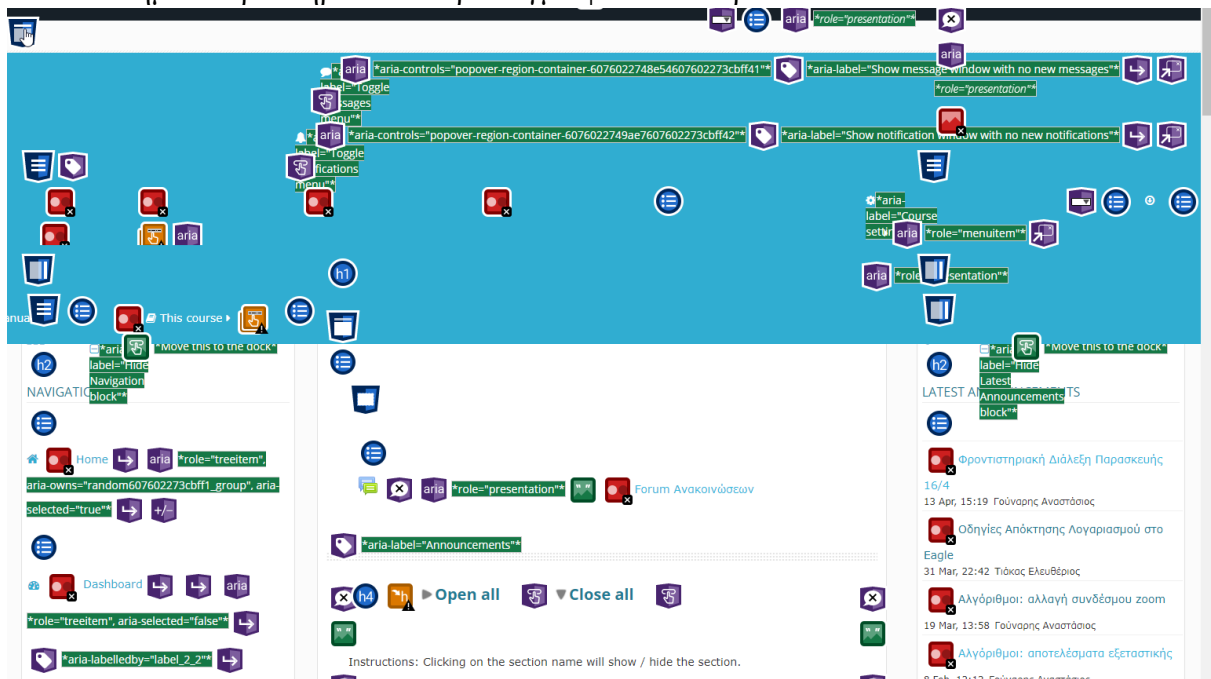 aria *role="presentation"*
aria
aria *aria-controls="popover-region-container-6076022748e54607602273cbff41"* *aria-label="Show message window with no new messages"*
*role="presentation"*
label="Toggle
menu"*
aria *aria-controls="popover-region-container-6076022749ae7607602273cbff42"* *aria-label="Show notification window with no new notifications"*
label="Toggle
menu"*
*aria-
label="Course
aria
aria *role="menuitem"*
aria
h1
This course
*Move this to the dock*
h2
label="Hide
Navigation
block"*
NAVIGATION
Home aria *role="treeitem",
aria-owns="random607602273cbff1_group", aria-
selected="true"* +/-
Dashboard aria
*role="treeitem", aria-selected="false"*
*aria-labelledby="label_2_2"*
aria *role="presentation"* Forum Ανακοινώσεων
*aria-label="Announcements"*
h4 h Open all Close all
Instructions: Clicking on the section name will show / hide the section.
*Move this to the dock*
h2
label="Hide
Latest
Announcements
block"*
LATEST ANNOUNCEMENTS
Φροντιστηριακή Διάλεξη Παρασκευής
16/4
13 Apr, 15:19 Γούναρης Αναστάσιος
Οδηγίες Απόκτησης Λογαριασμού στο
Eagle
31 Mar, 22:42 Τιάκας Ελευθέριος
Αλγόριθμοι: αλλαγή συνδέσμου zoom
19 Mar, 13:58 Γούναρης Αναστάσιος
Αλγόριθμοι: αποτελέσματα εξεταστικής